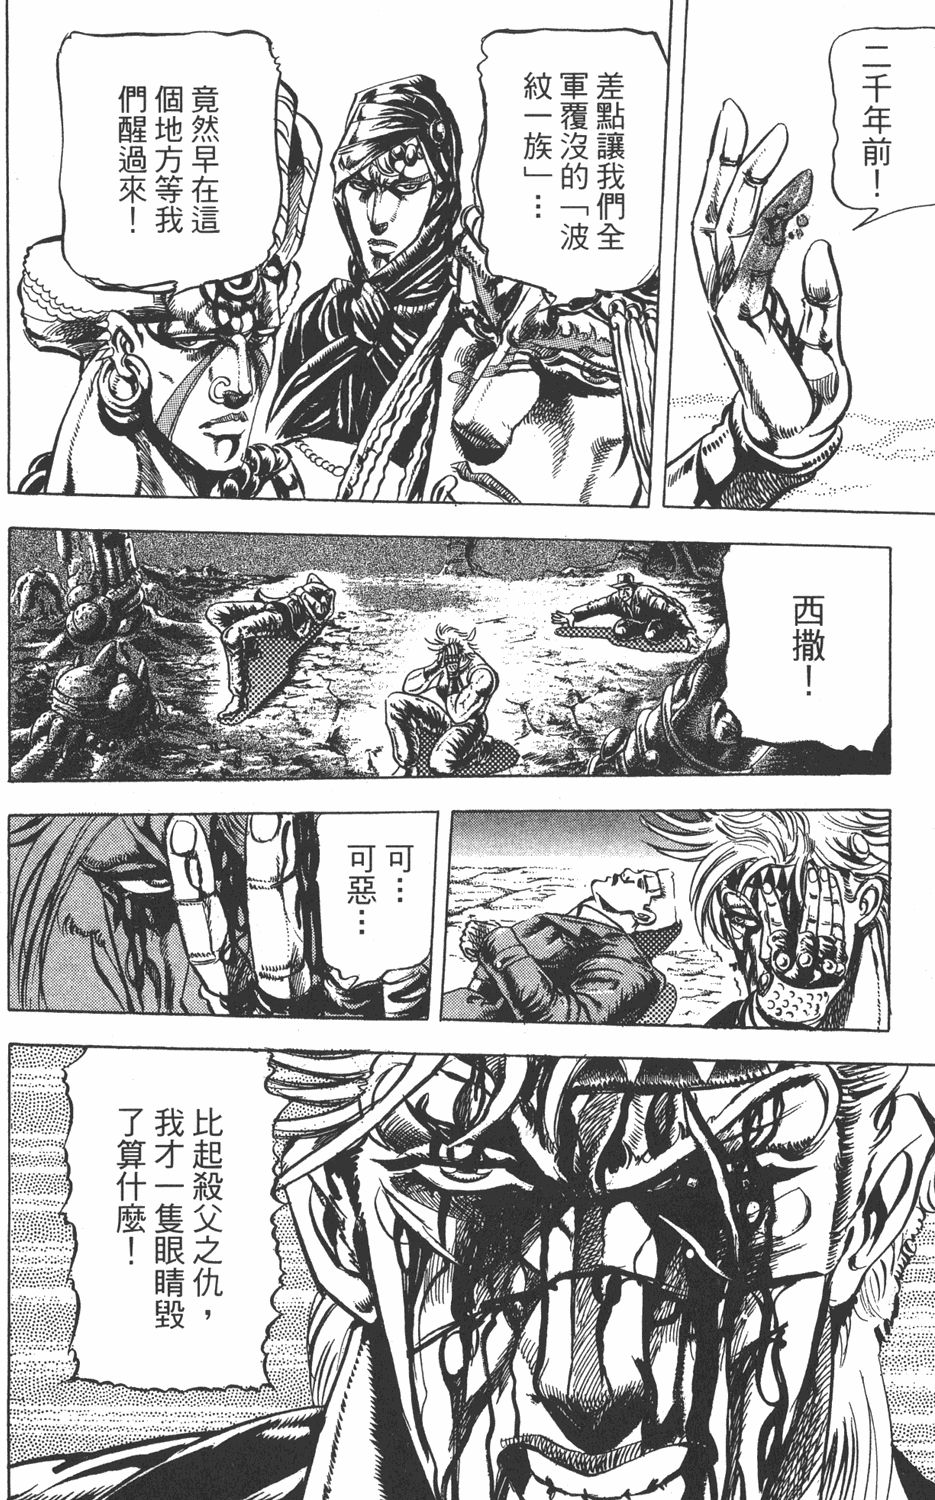 二千年前！
差點讓我們全
軍覆沒的「波
紋一族」…
竟然早在這
個地方等我
們醒過來！
西撒！
可…
可惡…
比起殺父之仇，
我才一隻眼睛毀
了算什麼！